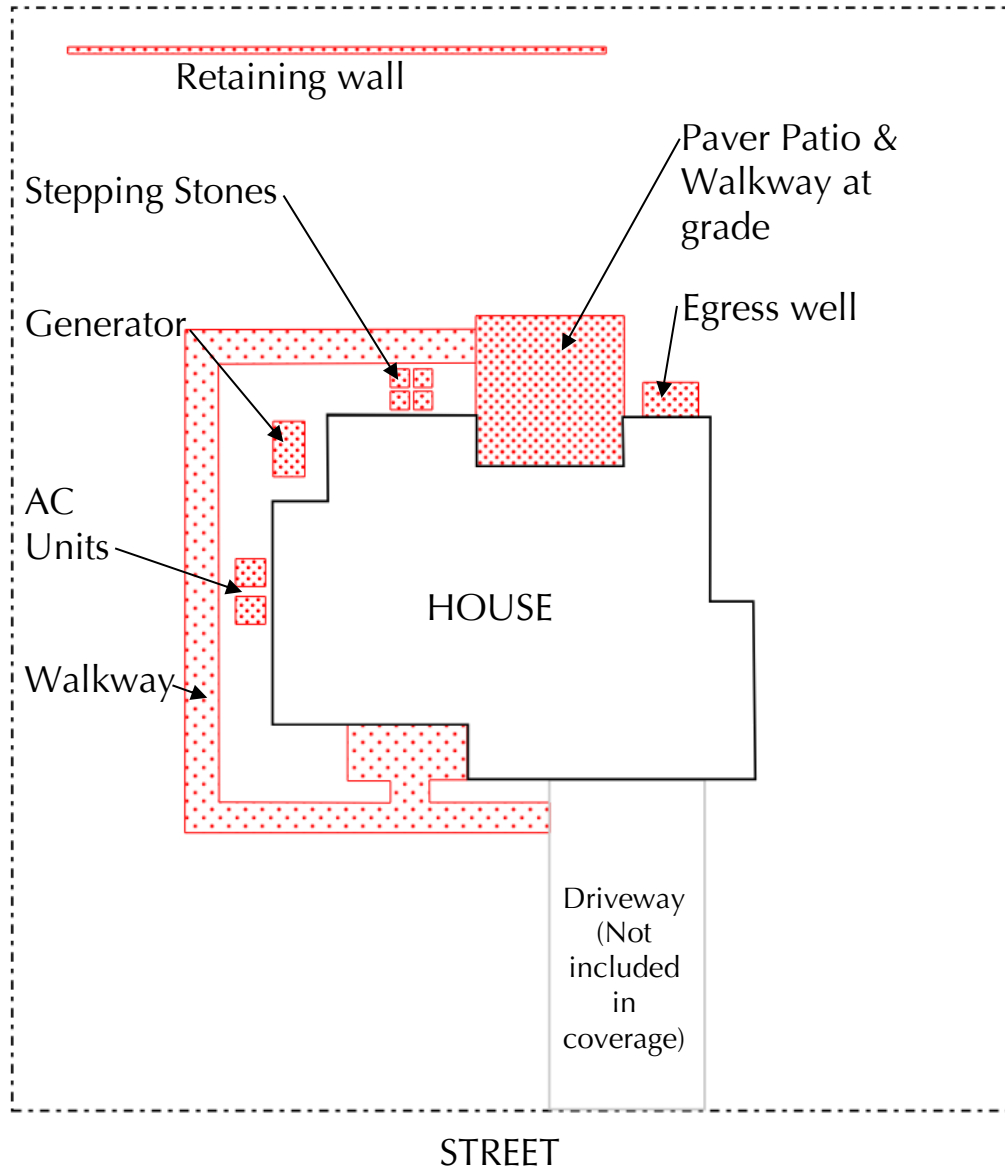 Retaining wall
Paver Patio &
Walkway at
grade
Stepping Stones
Egress well
Generator
AC
Units
HOUSE
Walkway
Driveway
(Not
included
in
coverage)
STREET